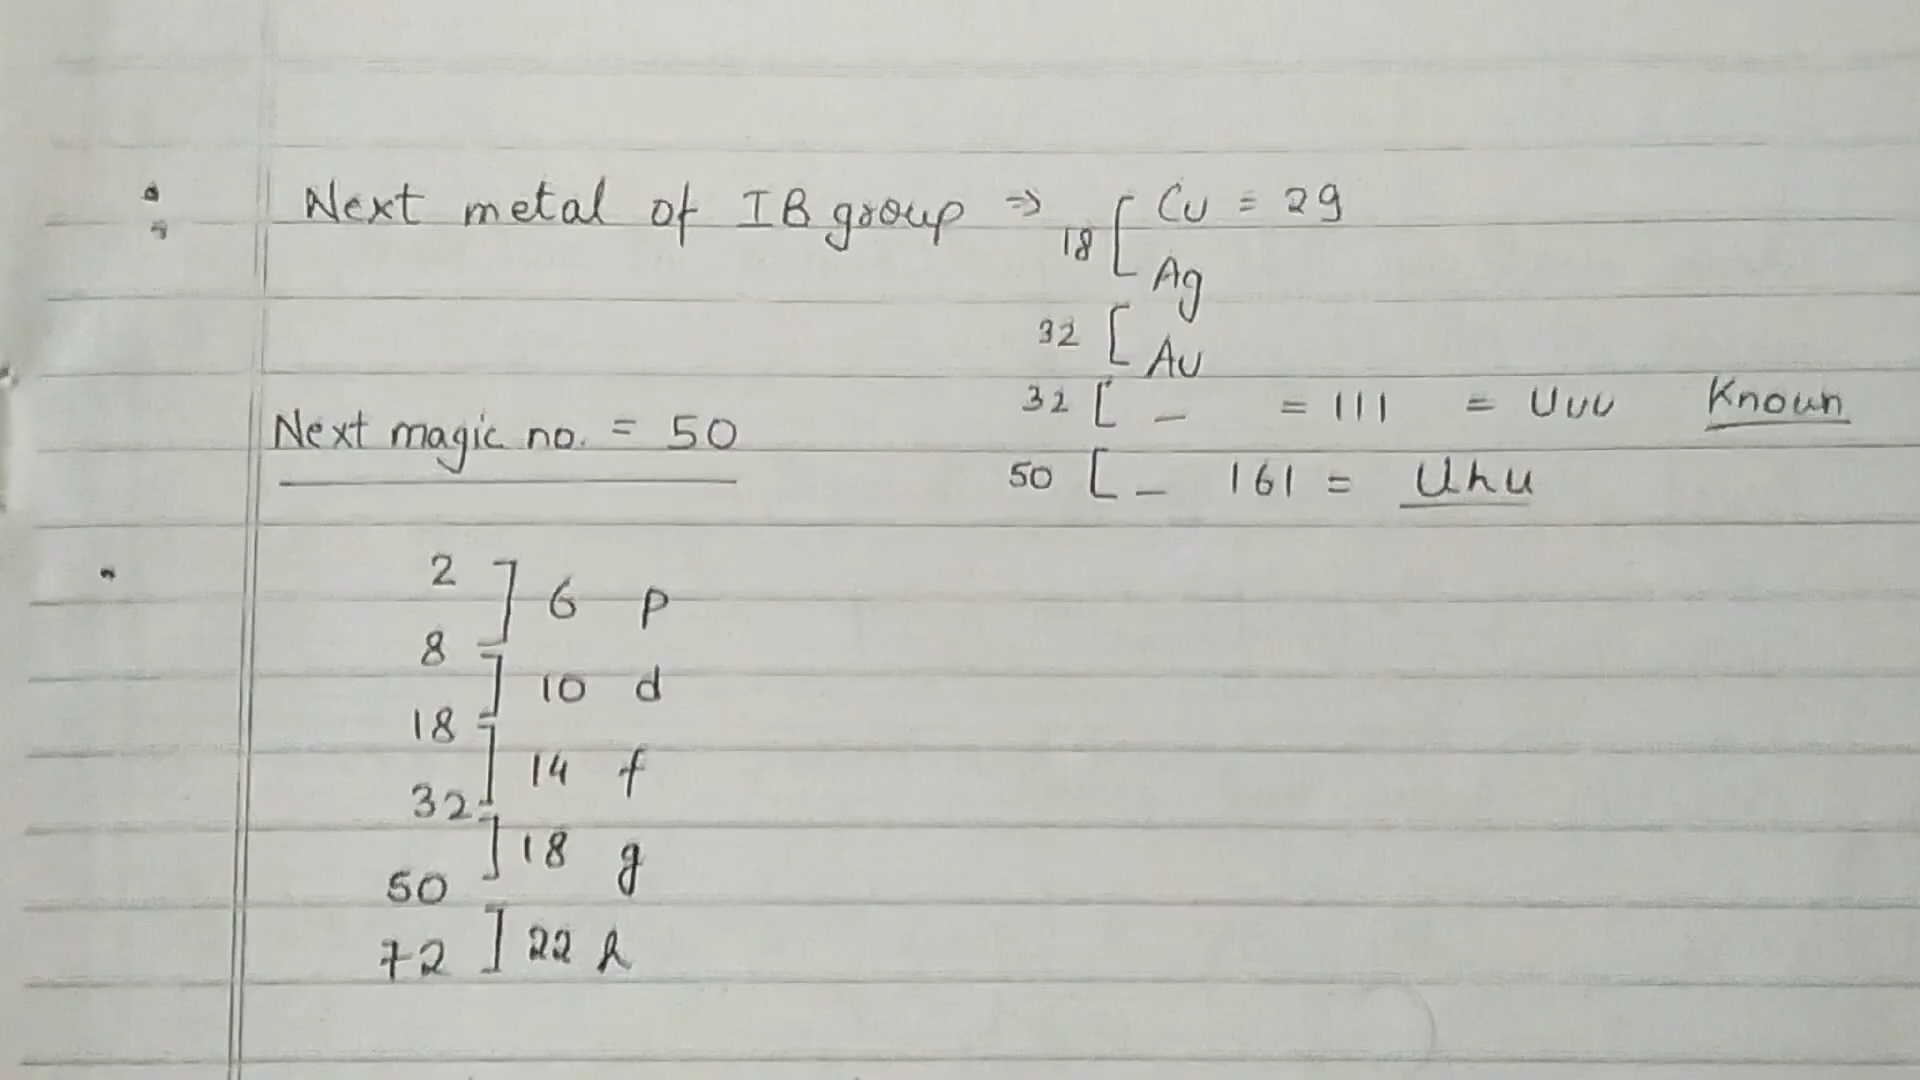 Next metal of IB group ⇒ 18 [ Cu = 29
Ag
32 [ Au
32 [ – = 111 = Uuu Known
Next magic no. = 50
50 [ – 161 = Uhu
2
] 6 p
8
] 10 d
18
] 14 f
32
] 18 g
50
72 ] 22 h